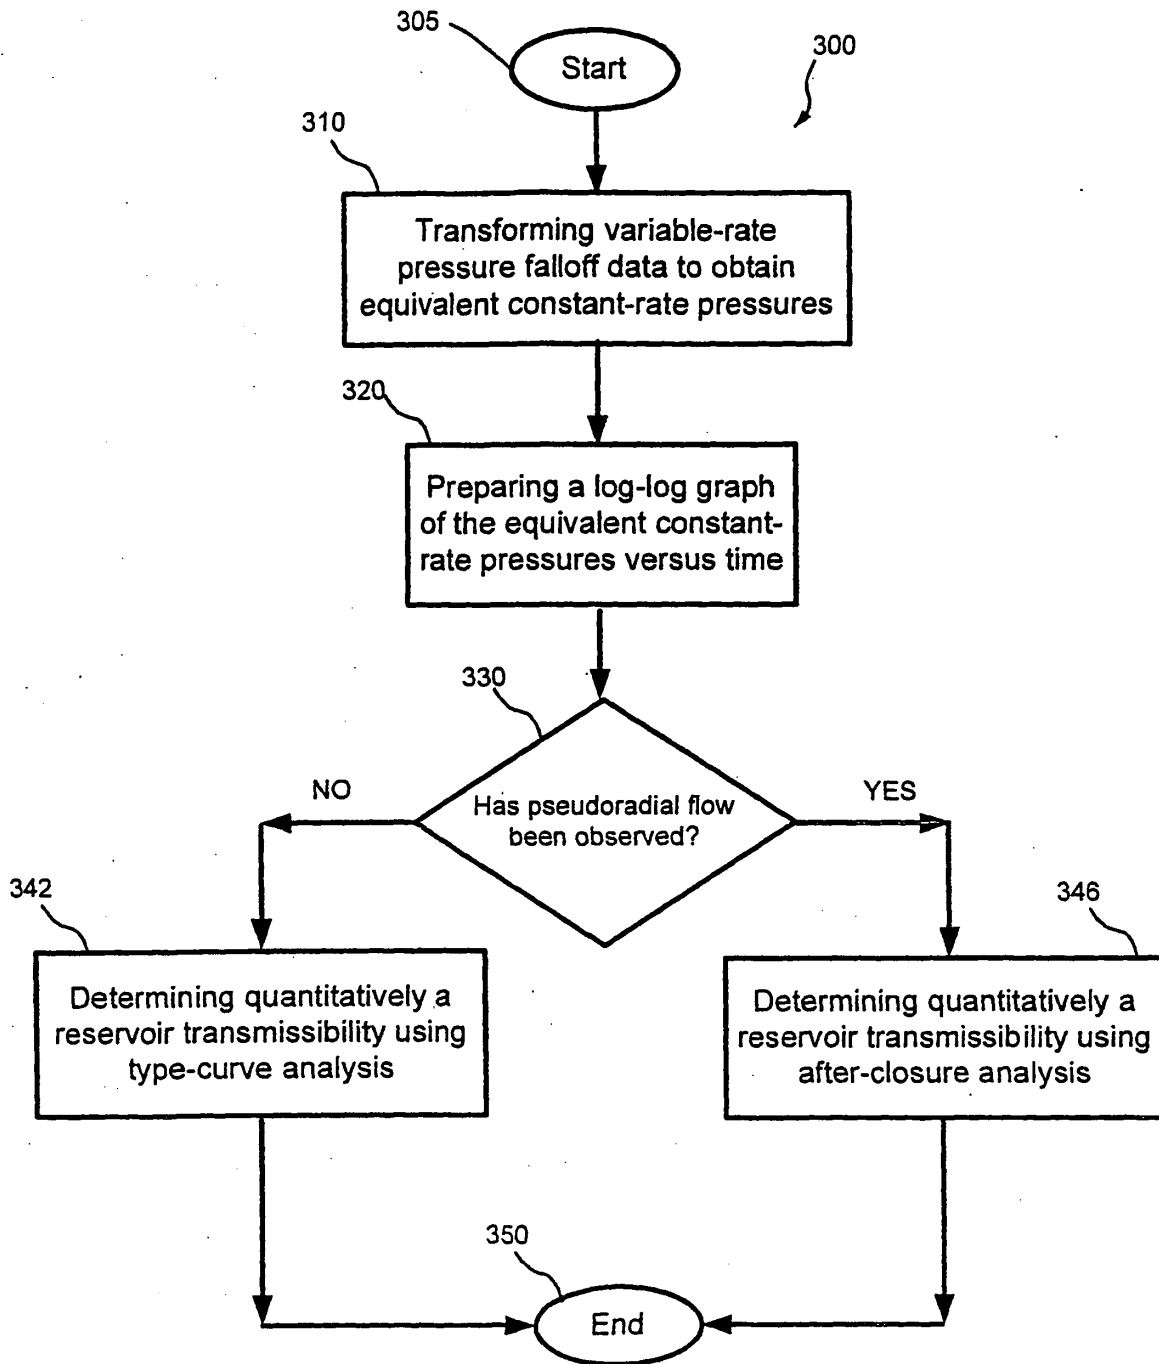 305
Start
300
310
Transforming variable-rate
pressure falloff data to obtain
equivalent constant-rate pressures
320
Preparing a log-log graph
of the equivalent constant-
rate pressures versus time
330
NO
Has pseudoradial flow
been observed?
YES
342
Determining quantitatively a
reservoir transmissibility using
type-curve analysis
346
Determining quantitatively a
reservoir transmissibility using
after-closure analysis
350
End